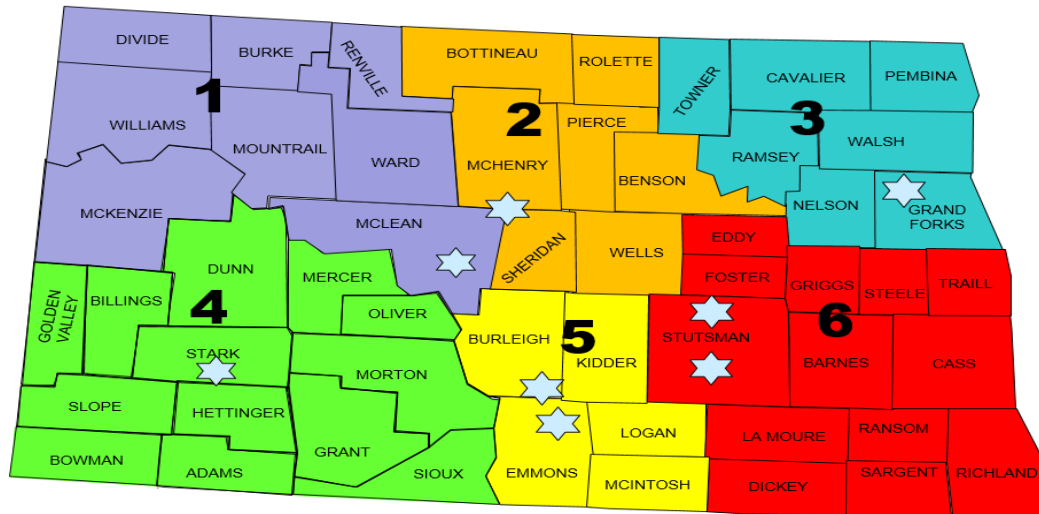 DIVIDE
BURKE
RENVILLE
BOTTINEAU
ROLETTE
TOWNER
CAVALIER
PEMBINA
1
WILLIAMS
2
PIERCE
3
MOUNTRAIL
WARD
MCHENRY
BENSON
RAMSEY
WALSH
MCKENZIE
MCLEAN
NELSON
GRAND
FORKS
DUNN
MERCER
SHERIDAN
WELLS
EDDY
FOSTER
GRIGGS
STEELE
TRAILL
GOLDEN
VALLEY
BILLINGS
4
OLIVER
BURLEIGH
5
KIDDER
STUTSMAN
6
STARK
MORTON
BARNES
CASS
SLOPE
HETTINGER
LOGAN
LA MOURE
RANSOM
BOWMAN
ADAMS
GRANT
SIOUX
EMMONS
MCINTOSH
DICKEY
SARGENT
RICHLAND